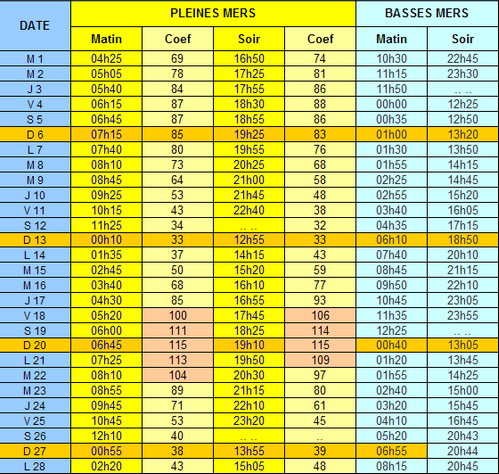 DATE PLEINES MERS BASSES MERS
Matin Coef Soir Coef Matin Soir
M 1 04h25 69 16h50 74 10h30 22h45
M 2 05h05 78 17h25 81 11h15 23h30
J 3 05h40 84 17h55 86 11h50 .. ..
V 4 06h15 87 18h30 88 00h00 12h25
S 5 06h45 87 18h55 86 00h35 12h50
D 6 07h15 85 19h25 83 01h00 13h20
L 7 07h40 80 19h55 76 01h30 13h50
M 8 08h10 73 20h25 68 01h55 14h15
M 9 08h45 64 21h00 58 02h25 14h45
J 10 09h25 53 21h45 48 02h55 15h20
V 11 10h15 43 22h40 38 03h40 16h05
S 12 11h25 34 .. .. 32 04h35 17h15
D 13 00h10 33 12h55 33 06h10 18h50
L 14 01h35 37 14h15 43 07h40 20h10
M 15 02h45 50 15h20 59 08h45 21h15
M 16 03h40 68 16h10 77 09h50 22h10
J 17 04h30 85 16h55 93 10h45 23h05
V 18 05h20 100 17h45 106 11h35 23h55
S 19 06h00 111 18h25 114 12h25 .. ..
D 20 06h45 115 19h10 115 00h40 13h05
L 21 07h25 113 19h50 109 01h20 13h45
M 22 08h10 104 20h30 97 01h55 14h25
M 23 08h55 89 21h15 80 02h40 15h00
J 24 09h45 71 22h10 61 03h20 15h45
V 25 10h45 53 23h20 45 04h10 16h45
S 26 12h10 40 .. .. 05h20 20h43
D 27 00h55 38 13h55 39 06h55 20h44
L 28 02h20 43 15h05 48 08h15 20h45